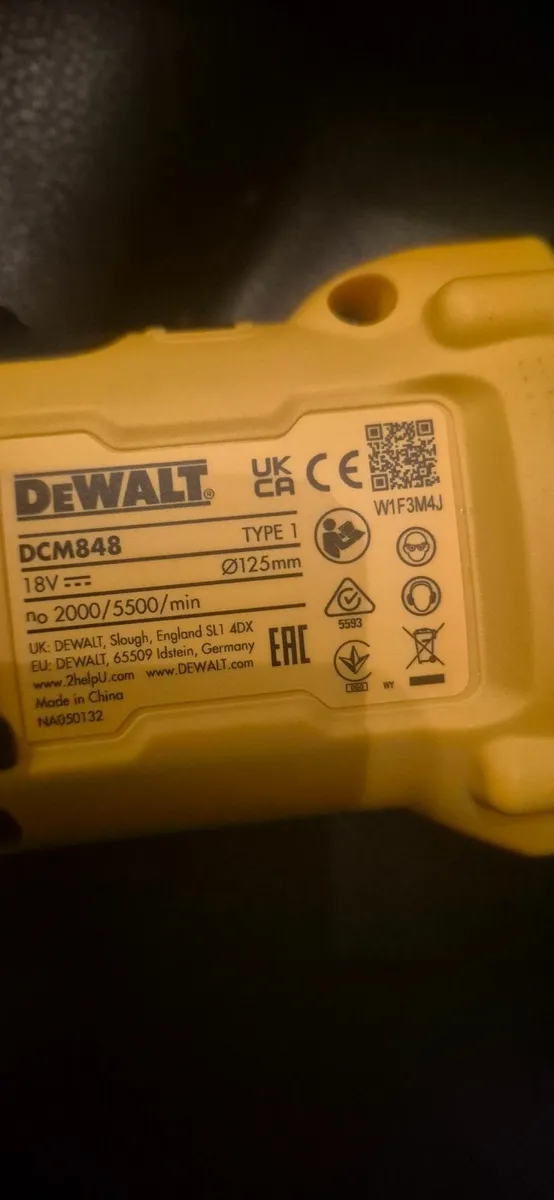 DEWALT®
UK
CA
CE
W1F3M4J
DCM848
TYPE 1
18V
Ø125mm
no 2000/5500/min
5593
UK: DEWALT, Slough, England SL1 4DX
EU: DEWALT, 65509 Idstein, Germany
www.2helpU.com www.DEWALT.com
EAC
Made in China
NA050132
WY